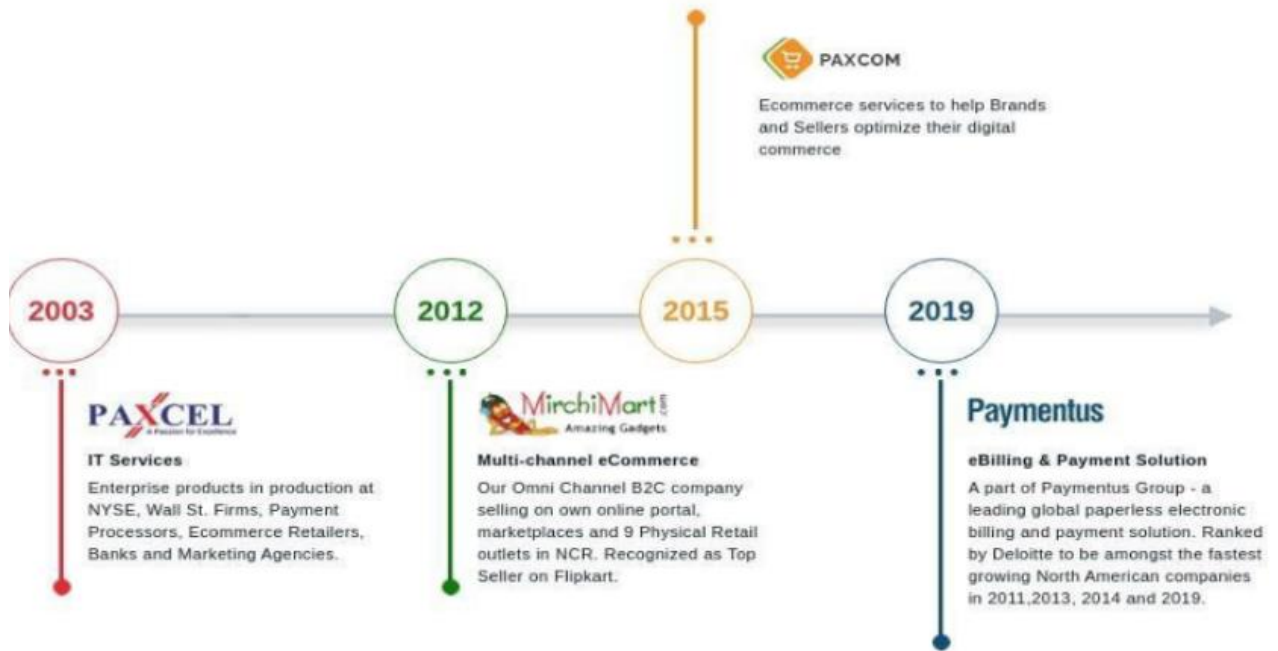 PAXCOM
Ecommerce services to help Brands
and Sellers optimize their digital
commerce
2003
2012
2015
2019
PAXCEL
A Passion for Excellence
IT Services
Enterprise products in production at
NYSE, Wall St. Firms, Payment
Processors, Ecommerce Retailers,
Banks and Marketing Agencies.
MirchiMart.com
Amazing Gadgets
Multi-channel eCommerce
Our Omni Channel B2C company
selling on own online portal,
marketplaces and 9 Physical Retail
outlets in NCR. Recognized as Top
Seller on Flipkart.
Paymentus
eBilling & Payment Solution
A part of Paymentus Group - a
leading global paperless electronic
billing and payment solution. Ranked
by Deloitte to be amongst the fastest
growing North American companies
in 2011,2013, 2014 and 2019.